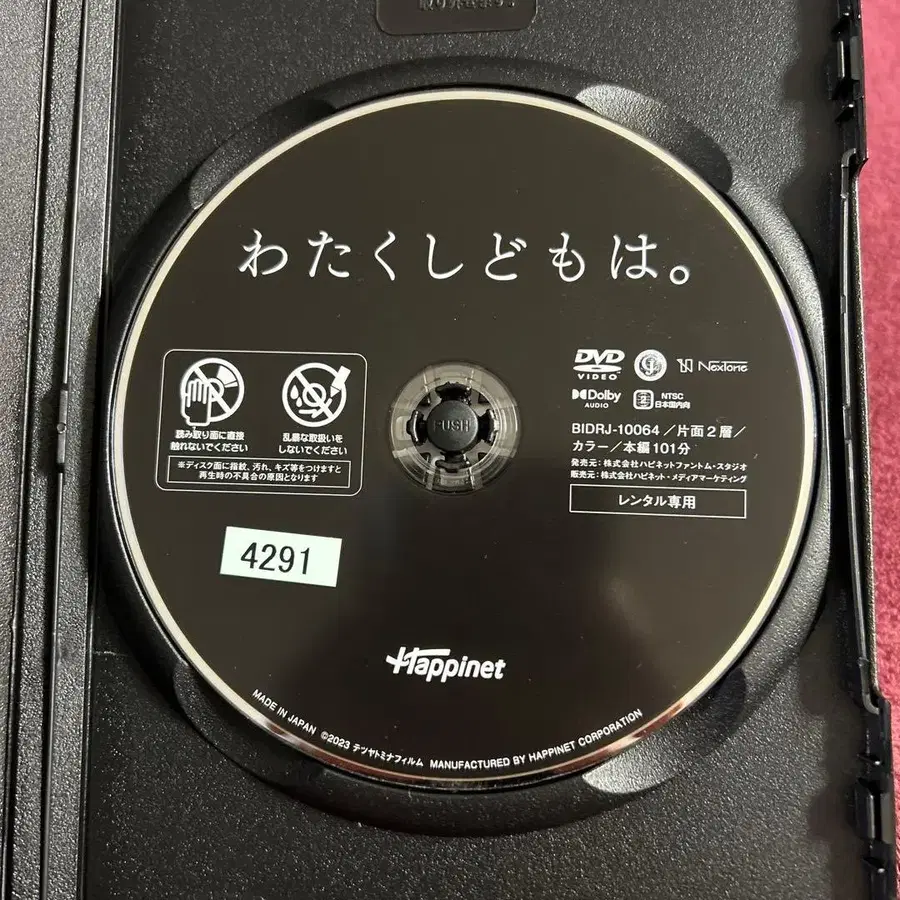 わたくしどもは。
読み取り面に直接
触れないでください
乱暴な取扱いを
しないでください
※ディスク面に指紋、汚れ、キズ等をつけますと
再生時の不具合の原因となります
DVD
VIDEO
NexTone
Dolby
AUDIO
NTSC
日本国内向
BIDRJ-10064／片面2層／
カラー／本編101分
発売元：株式会社ハピネットファントム・スタジオ
販売元：株式会社ハピネット・メディアマーケティング
レンタル専用
PUSH
4291
Happinet
MADE IN JAPAN ©2023 テツヤトミナフィルム MANUFACTURED BY HAPPINET CORPORATION